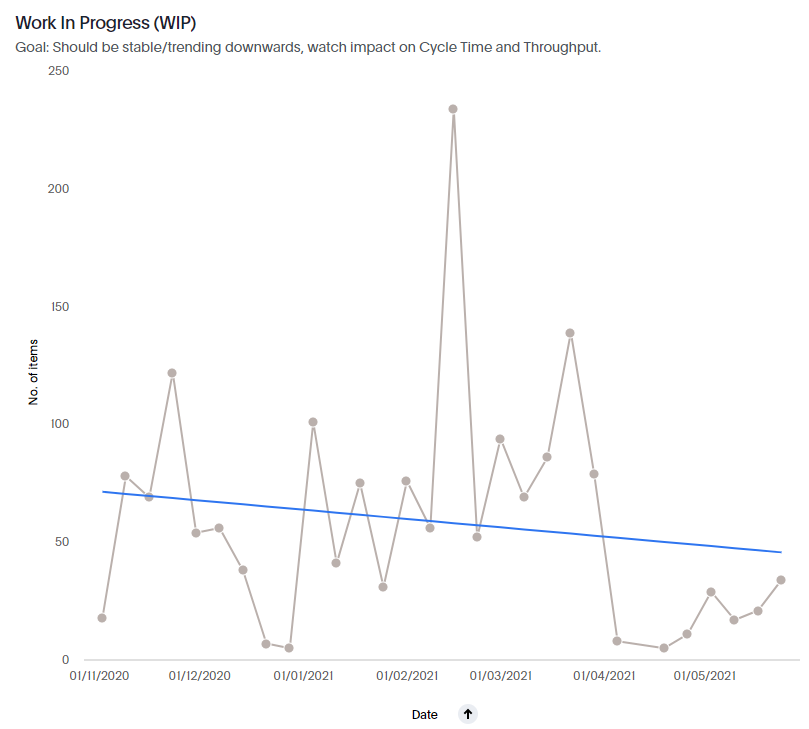 Work In Progress (WIP)
Goal: Should be stable/trending downwards, watch impact on Cycle Time and Throughput.
250
200
150
100
50
0
No. of items
01/11/2020 01/12/2020 01/01/2021 01/02/2021 01/03/2021 01/04/2021 01/05/2021
Date